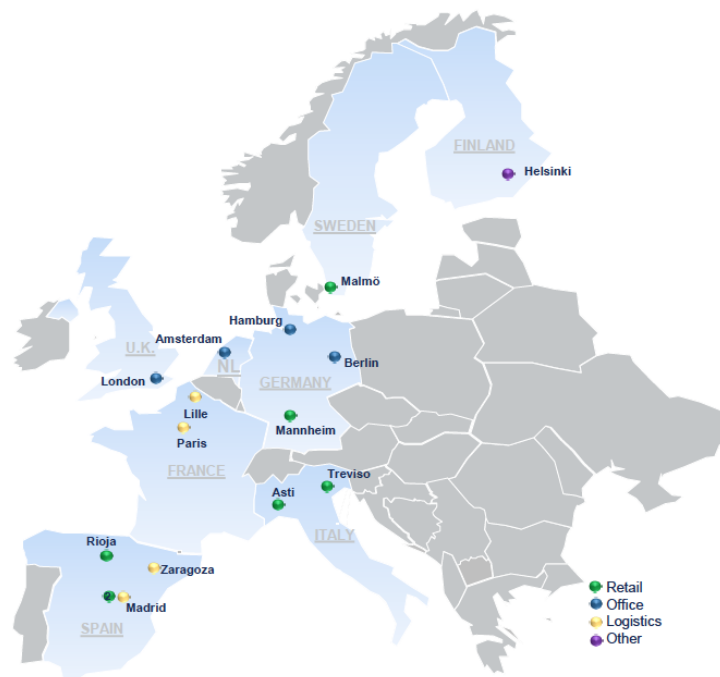 FINLAND
Helsinki
SWEDEN
Malmö
Hamburg
Amsterdam
U.K.
NL
Berlin
London
GERMANY
Lille
Mannheim
Paris
FRANCE
Treviso
Asti
ITALY
Rioja
Zaragoza
2
Madrid
SPAIN
Retail
Office
Logistics
Other